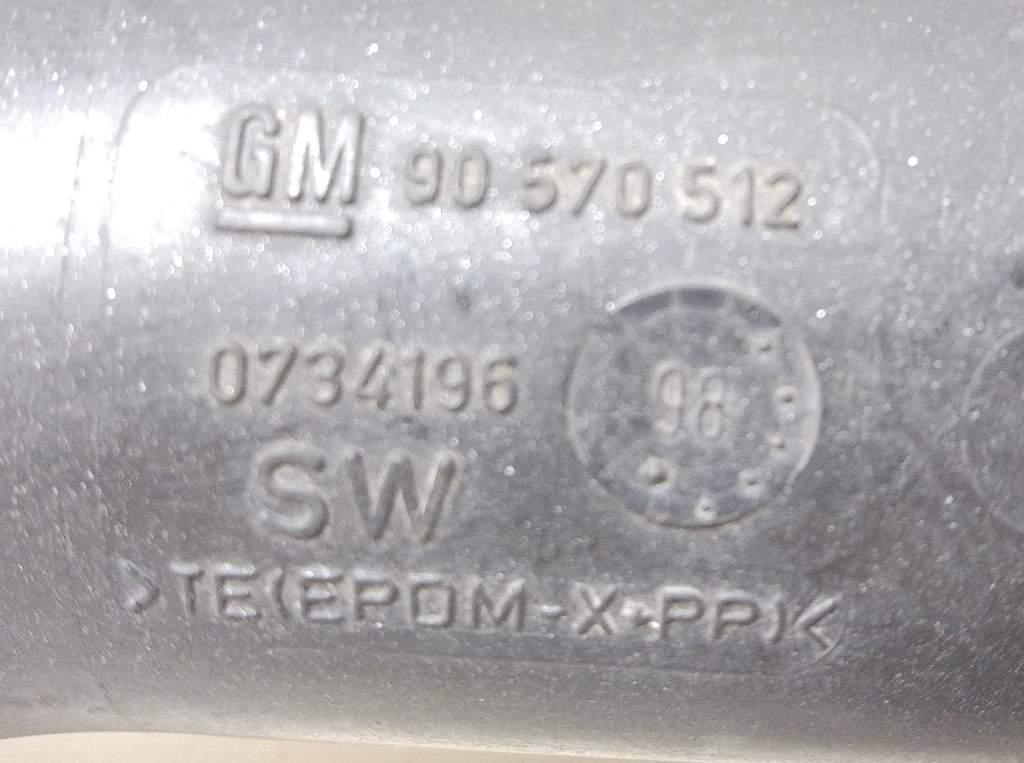 GM 90 570 512
0734196
98
SW
>TE(EPDM-X+PP)<